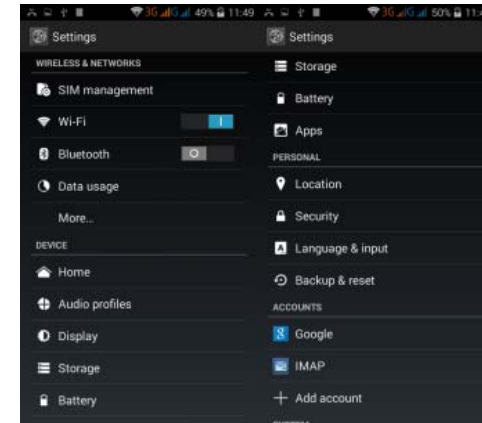 3G G 49% 11:49
Settings
WIRELESS & NETWORKS
SIM management
Wi-Fi
Bluetooth
Data usage
More...
DEVICE
Home
Audio profiles
Display
Storage
Battery
3G G 50%
Settings
Storage
Battery
Apps
PERSONAL
Location
Security
Language & input
Backup & reset
ACCOUNTS
Google
IMAP
Add account